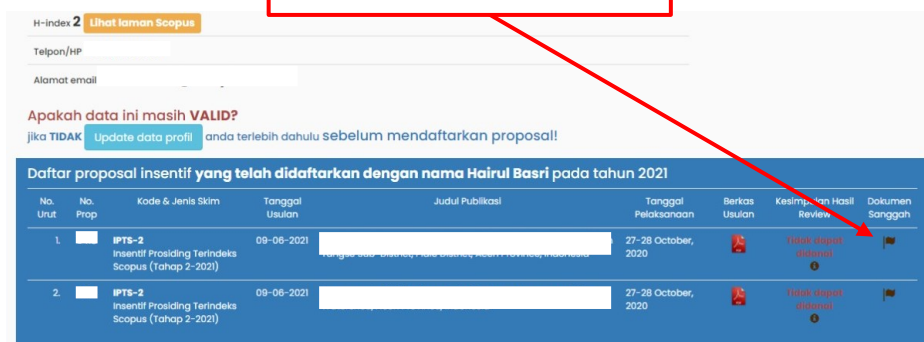 H-index 2 Lihat laman Scopus
Telpon/HP
Alamat email
Apakah data ini masih VALID?
jika TIDAK Update data profil anda terlebih dahulu sebelum mendaftarkan proposal!
Daftar proposal insentif yang telah didaftarkan dengan nama Hairul Basri pada tahun 2021
No. Urut No. Prop Kode & Jenis Skim Tanggal Usulan Judul Publikasi Tanggal Pelaksanaan Berkas Usulan Kesimpulan Hasil Review Dokumen Sanggah
1. IPTS-2 09-06-2021 27-28 October, 2020 Tidak dapat didanai
Insentif Prosiding Terindeks Scopus (Tahap 2-2021)
2. IPTS-2 09-06-2021 27-28 October, 2020 Tidak dapat didanai
Insentif Prosiding Terindeks Scopus (Tahap 2-2021)